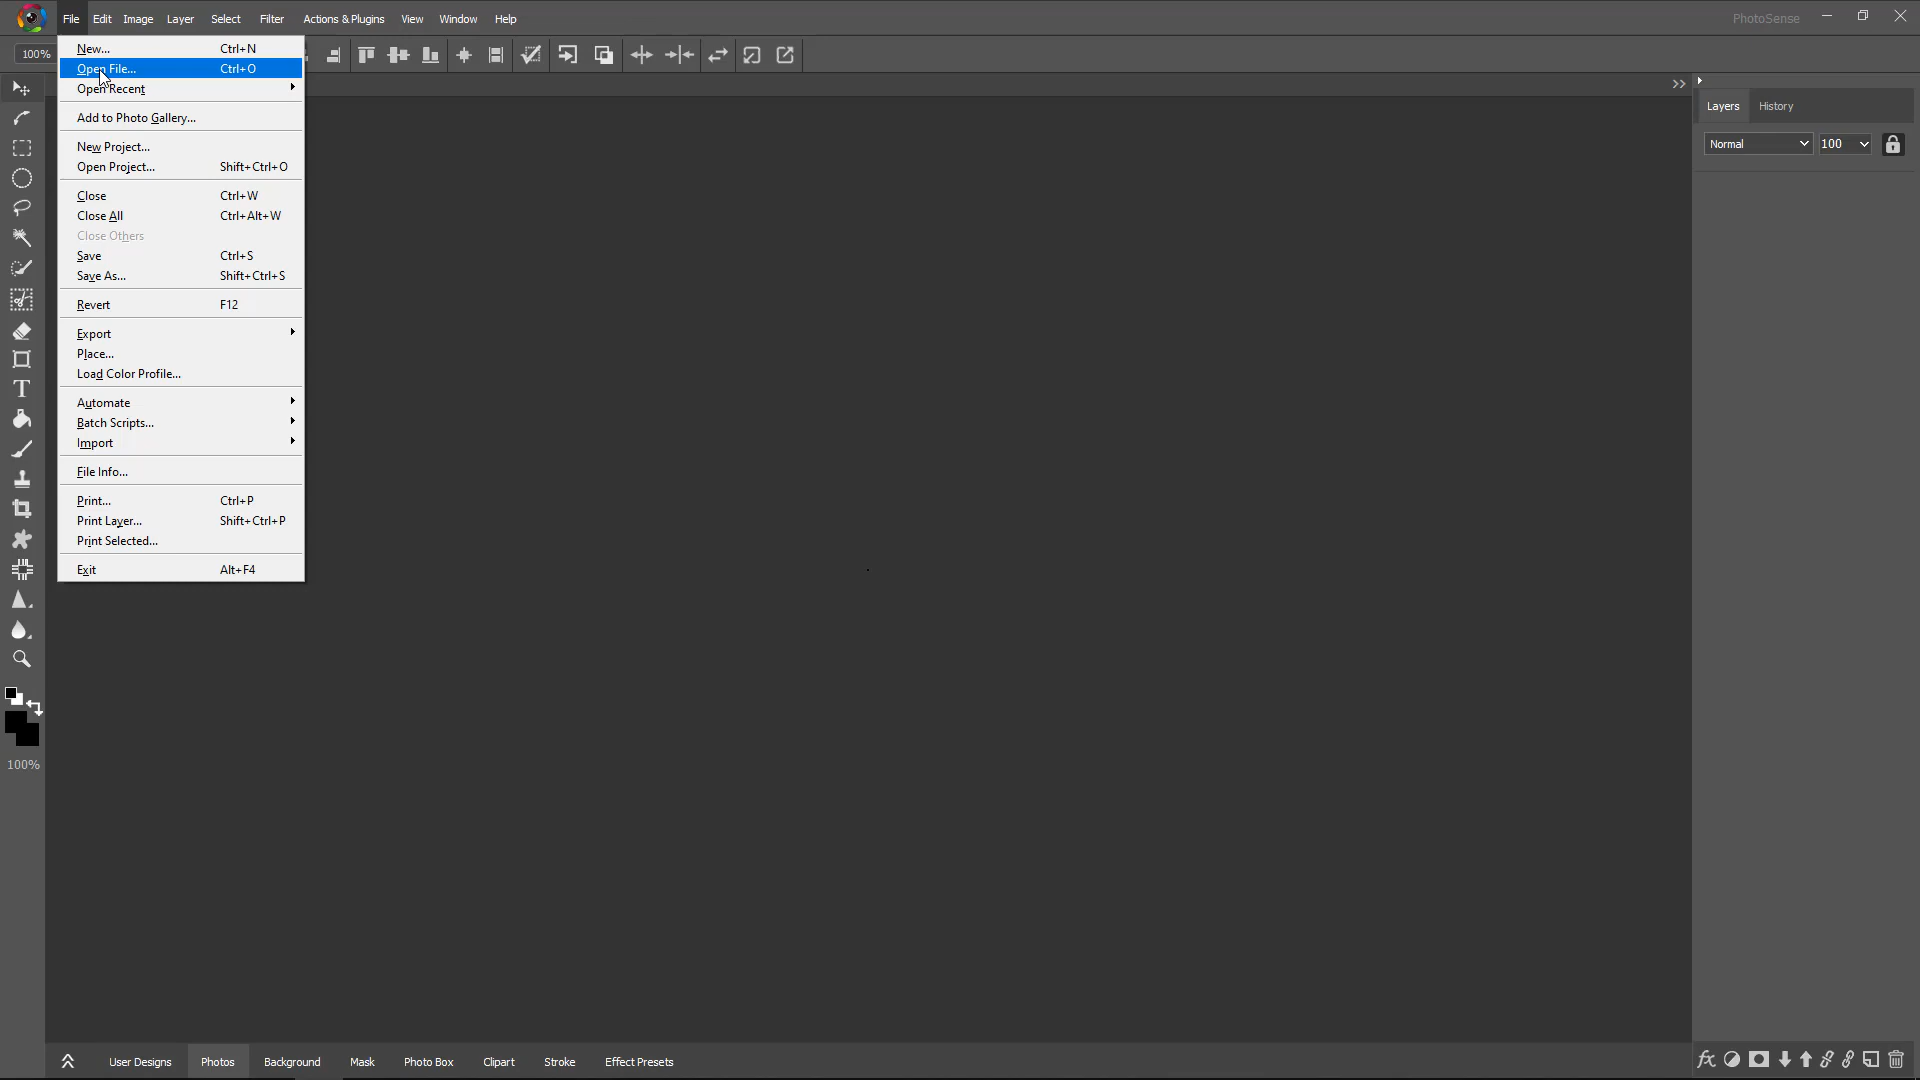 File Edit Image Layer Select Filter Actions & Plugins View Window Help PhotoSense
100%
New... Ctrl+N
Open File... Ctrl+O
Open Recent
Add to Photo Gallery...
New Project...
Open Project... Shift+Ctrl+O
Close Ctrl+W
Close All Ctrl+Alt+W
Close Others
Save Ctrl+S
Save As... Shift+Ctrl+S
Revert F12
Export
Place...
Load Color Profile...
Automate
Batch Scripts...
Import
File Info...
Print... Ctrl+P
Print Layer... Shift+Ctrl+P
Print Selected...
Exit Alt+F4
Layers History
Normal 100
100%
User Designs Photos Background Mask Photo Box Clipart Stroke Effect Presets